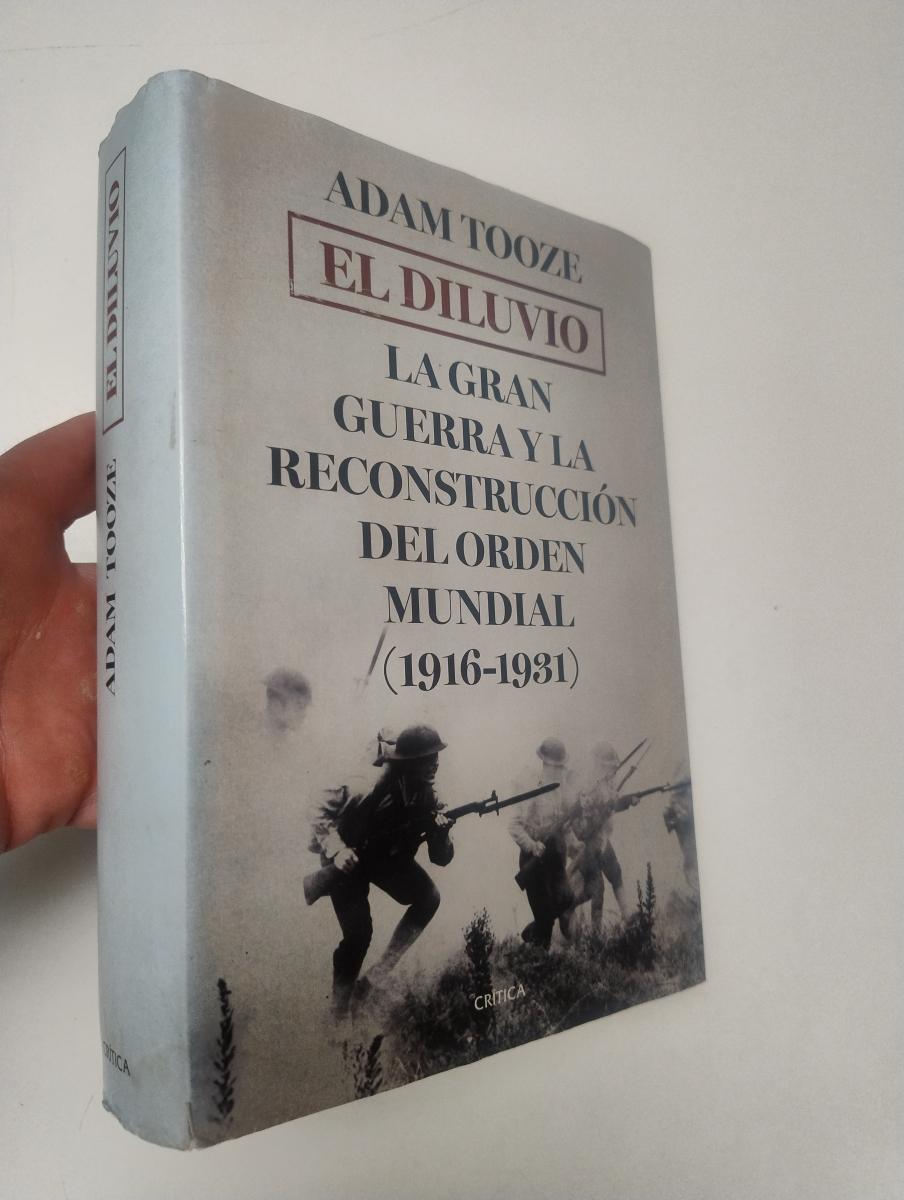 ADAM TOOZE
EL DILUVIO
LA GRAN
GUERRA Y LA
RECONSTRUCCIÓN
DEL ORDEN
MUNDIAL
(1916-1931)
CRÍTICA
EL DILUVIO
ADAM TOOZE
CRÍTICA